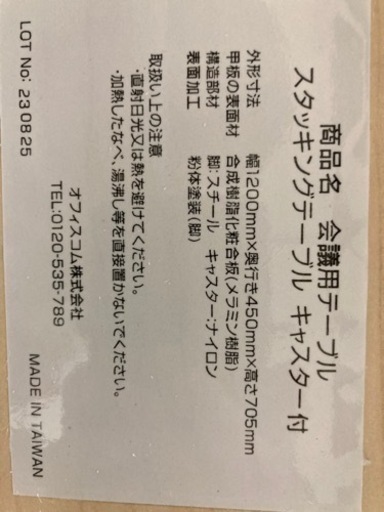 商品名 会議用テーブル
スタッキングテーブル キャスター付
外形寸法 幅1200mm×奥行き450mm×高さ705mm
甲板の表面材 合成樹脂化粧合板(メラミン樹脂)
構造部材 脚:スチール キャスター:ナイロン
表面加工 粉体塗装(脚)
取扱い上の注意
・直射日光又は熱を避けてください。
・加熱したなべ、湯沸し等を直接置かないでください。
オフィスコム株式会社
TEL:0120-535-789
LOT No: 230825 MADE IN TAIWAN